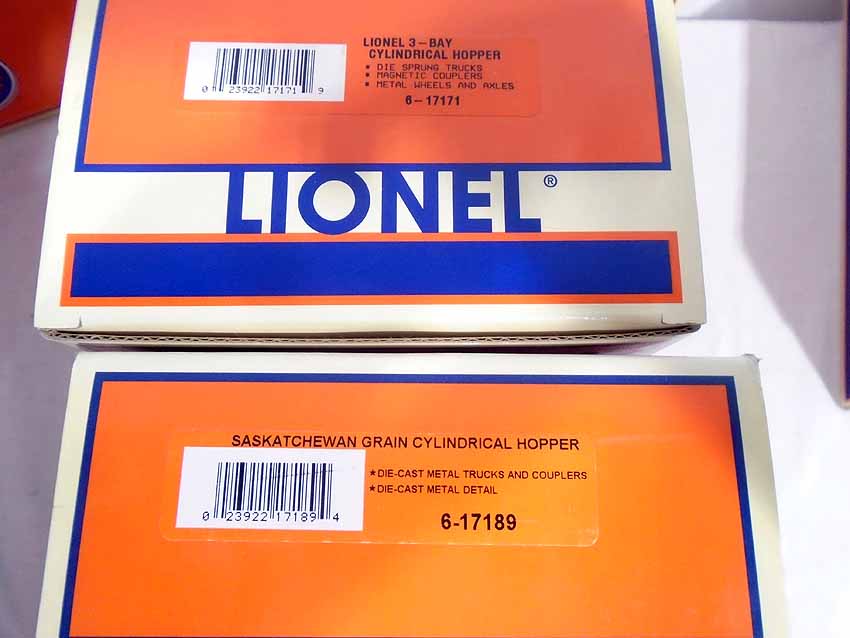 LIONEL 3-BAY
CYLINDRICAL HOPPER
▪ DIE SPRUNG TRUCKS
▪ MAGNETIC COUPLERS
▪ METAL WHEELS AND AXLES
6-17171
0 23922 17171 9
LIONEL®
SASKATCHEWAN GRAIN CYLINDRICAL HOPPER
★DIE-CAST METAL TRUCKS AND COUPLERS
★DIE-CAST METAL DETAIL
6-17189
0 23922 17189 4